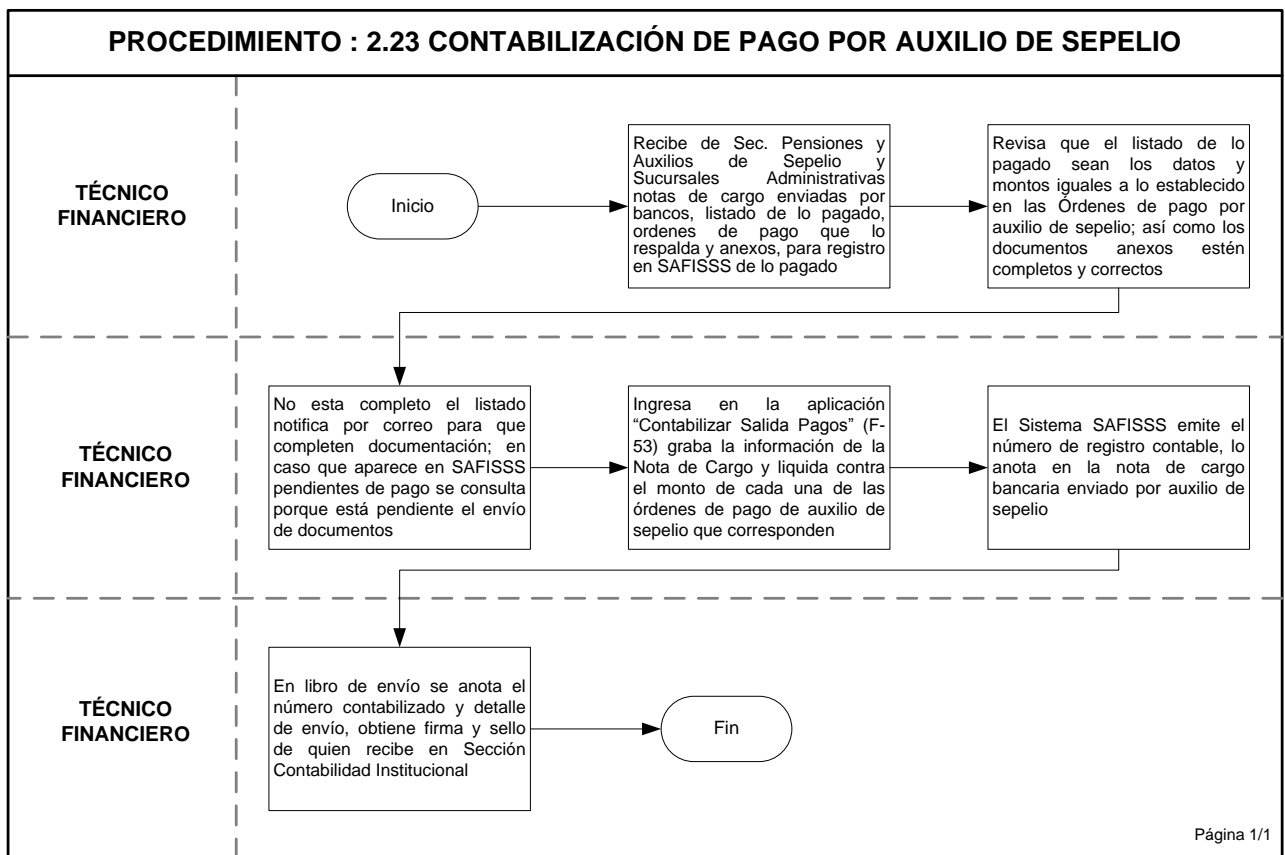 PROCEDIMIENTO : 2.23 CONTABILIZACIÓN DE PAGO POR AUXILIO DE SEPELIO
TÉCNICO
FINANCIERO
Inicio
Recibe de Sec. Pensiones y
Auxilios de Sepelio y
Sucursales Administrativas
notas de cargo enviadas por
bancos, listado de lo pagado,
ordenes de pago que lo
respalda y anexos, para registro
en SAFISSS de lo pagado
Revisa que el listado de lo
pagado sean los datos y
montos iguales a lo establecido
en las Órdenes de pago por
auxilio de sepelio; así como los
documentos anexos estén
completos y correctos
TÉCNICO
FINANCIERO
No esta completo el listado
notifica por correo para que
completen documentación; en
caso que aparece en SAFISSS
pendientes de pago se consulta
porque está pendiente el envío
de documentos
Ingresa en la aplicación
“Contabilizar Salida Pagos” (F-
53) graba la información de la
Nota de Cargo y liquida contra
el monto de cada una de las
órdenes de pago de auxilio de
sepelio que corresponden
El Sistema SAFISSS emite el
número de registro contable, lo
anota en la nota de cargo
bancaria enviado por auxilio de
sepelio
TÉCNICO
FINANCIERO
En libro de envío se anota el
número contabilizado y detalle
de envío, obtiene firma y sello
de quien recibe en Sección
Contabilidad Institucional
Fin
Página 1/1